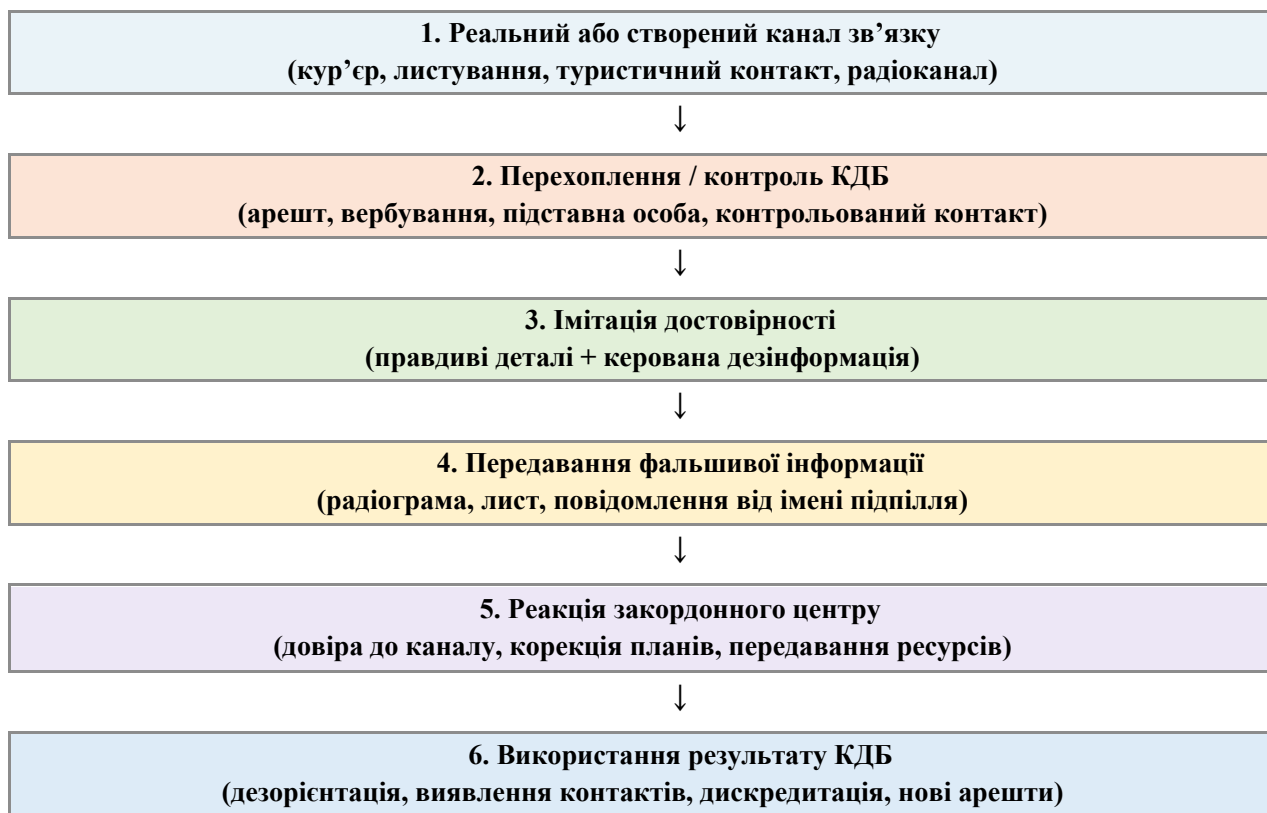 1. Реальний або створений канал зв’язку
(кур’єр, листування, туристичний контакт, радіоканал)
↓
2. Перехоплення / контроль КДБ
(арешт, вербування, підставна особа, контрольований контакт)
↓
3. Імітація достовірності
(правдиві деталі + керована дезінформація)
↓
4. Передавання фальшивої інформації
(радіограма, лист, повідомлення від імені підпілля)
↓
5. Реакція закордонного центру
(довіра до каналу, корекція планів, передавання ресурсів)
↓
6. Використання результату КДБ
(дезорієнтація, виявлення контактів, дискредитація, нові арешти)